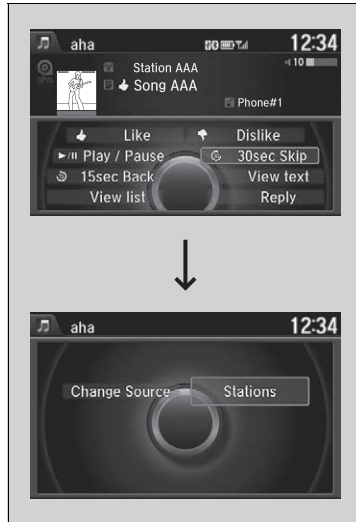 aha 12:34
Station AAA 10
aha Song AAA
Phone#1
Like Dislike
Play / Pause 30sec Skip
15sec Back View text
View list Reply
aha 12:34
Change Source Stations